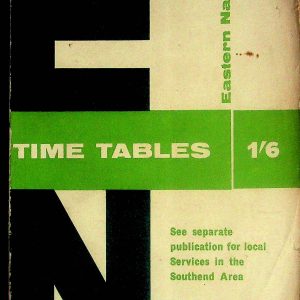 Eastern Na
TIME TABLES 1'6
See separate
publication for local
Services in the
Southend Area